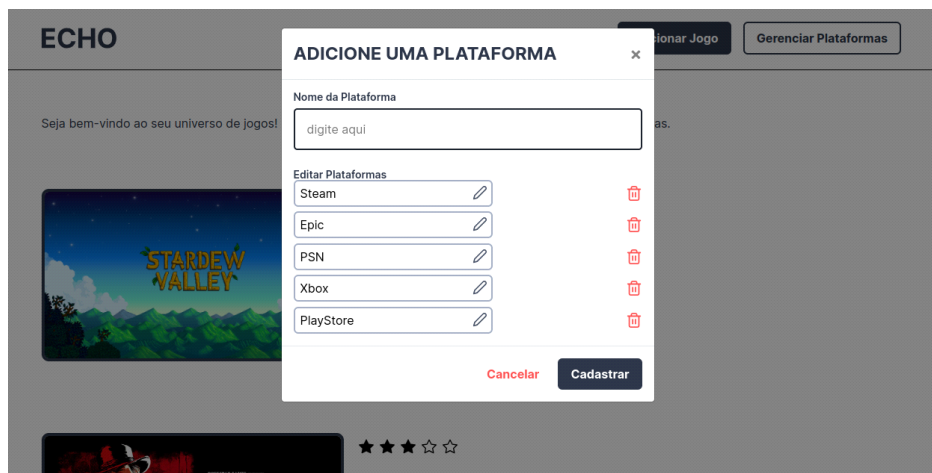 ECHO
ionar Jogo
Gerenciar Plataformas
ADICIONE UMA PLATAFORMA
×
Seja bem-vindo ao seu universo de jogos!
as.
Nome da Plataforma
digite aqui
Editar Plataformas
Steam
Epic
PSN
Xbox
PlayStore
STARDEW
VALLEY
Cancelar
Cadastrar